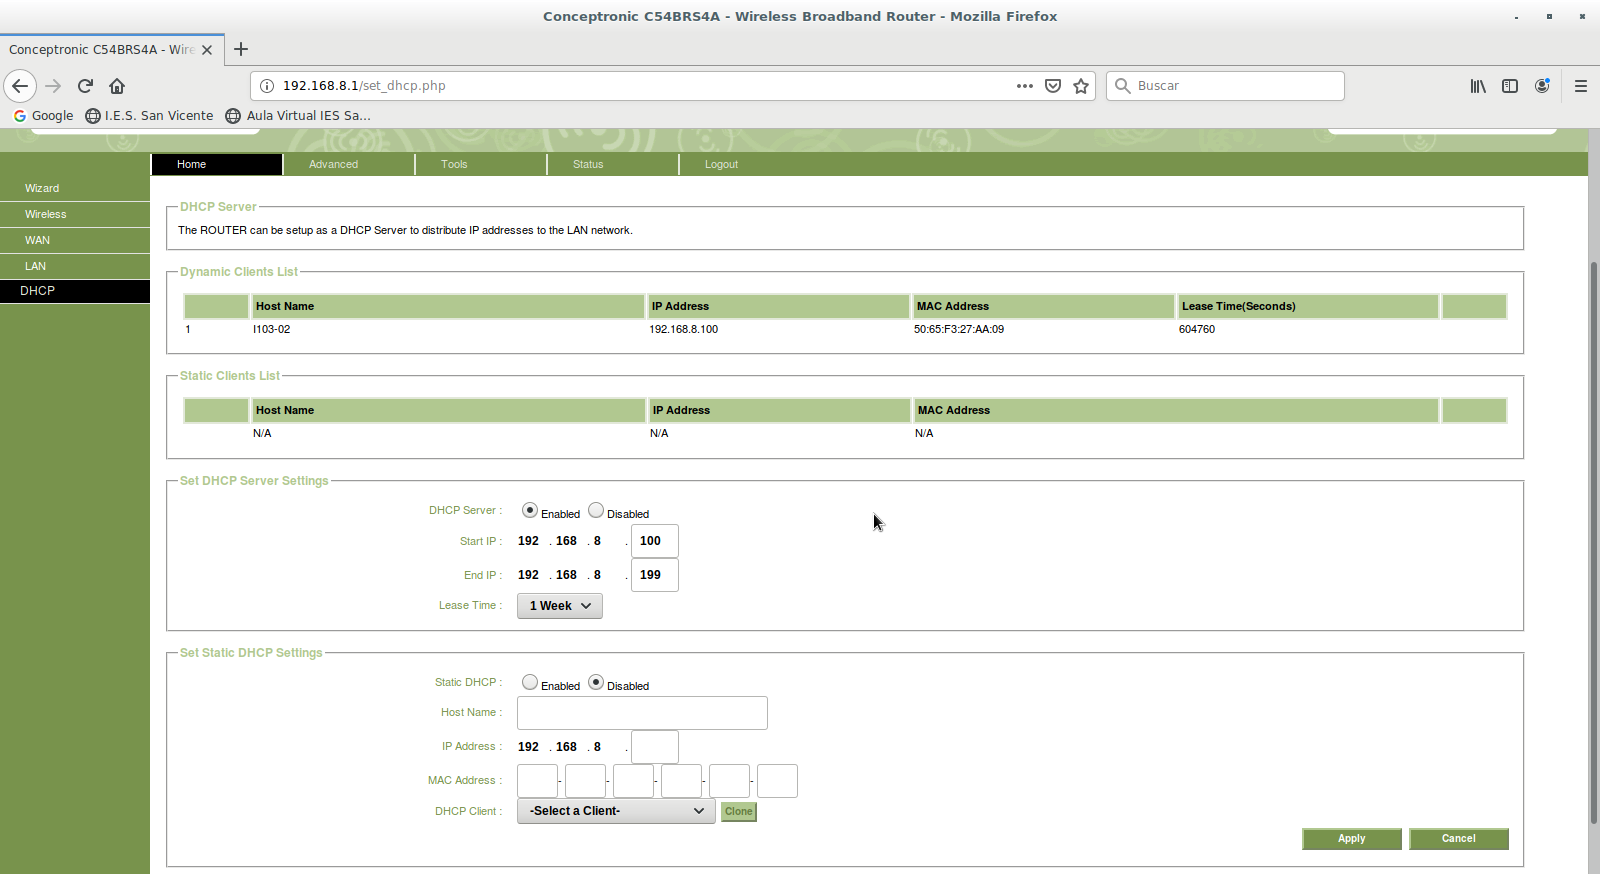 Conceptronic C54BRS4A - Wireless Broadband Router - Mozilla Firefox
Conceptronic C54BRS4A - Wire
192.168.8.1/set_dhcp.php
Buscar
Google I.E.S. San Vicente Aula Virtual IES Sa...
Home Advanced Tools Status Logout
Wizard
Wireless
WAN
LAN
DHCP
DHCP Server
The ROUTER can be setup as a DHCP Server to distribute IP addresses to the LAN network.
Dynamic Clients List
Host Name IP Address MAC Address Lease Time(Seconds)
1 I103-02 192.168.8.100 50:65:F3:27:AA:09 604760
Static Clients List
Host Name IP Address MAC Address
N/A N/A N/A
Set DHCP Server Settings
DHCP Server : Enabled Disabled
Start IP : 192 . 168 . 8 . 100
End IP : 192 . 168 . 8 . 199
Lease Time : 1 Week
Set Static DHCP Settings
Static DHCP : Enabled Disabled
Host Name :
IP Address : 192 . 168 . 8 .
MAC Address : - - - - -
DHCP Client : -Select a Client- Clone
Apply Cancel